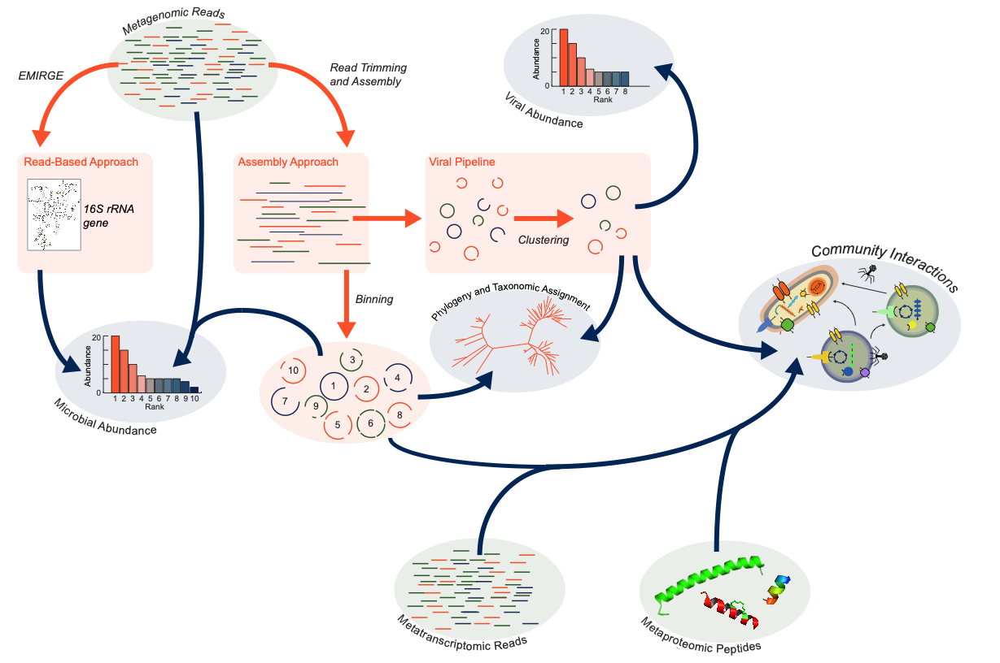 Metagenomic Reads
EMIRGE
Read Trimming
and Assembly
20
Abundance
0
1 2 3 4 5 6 7 8
Rank
Viral Abundance
Read-Based Approach
16S rRNA
gene
Assembly Approach
Viral Pipeline
Clustering
Binning
Phylogeny and Taxonomic Assignment
Community Interactions
TCA
20
Abundance
0
1 2 3 4 5 6 7 8 9 10
Rank
Microbial Abundance
3
10
1
2
4
7
9
5
6
8
Metatranscriptomic Reads
Metaproteomic Peptides